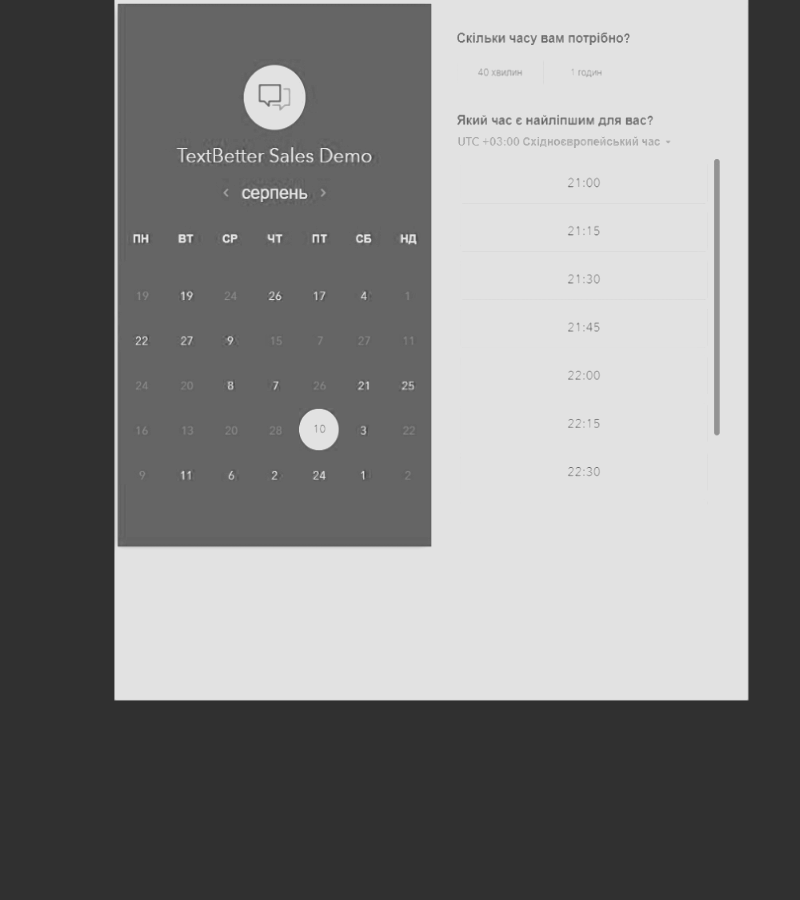 TextBetter Sales Demo
< серпень >
ПН ВТ СР ЧТ ПТ СБ НД
19 19 24 26 17 4 1
22 27 9 15 7 27 11
24 20 8 7 26 21 25
16 13 20 28 10 3 22
9 11 6 2 24 1 2
Скільки часу вам потрібно?
40 хвилин 1 годин
Який час є найліпшим для вас?
UTC +03:00 Східноєвропейський час
21:00
21:15
21:30
21:45
22:00
22:15
22:30